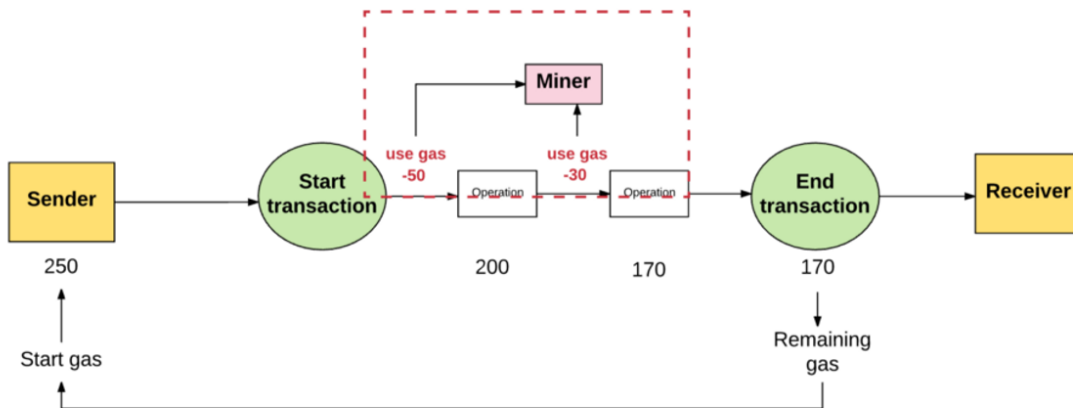 Miner
use gas
-50
use gas
-30
Sender
Start
transaction
Operation
Operation
End
transaction
Receiver
250
200
170
170
Start gas
Remaining
gas